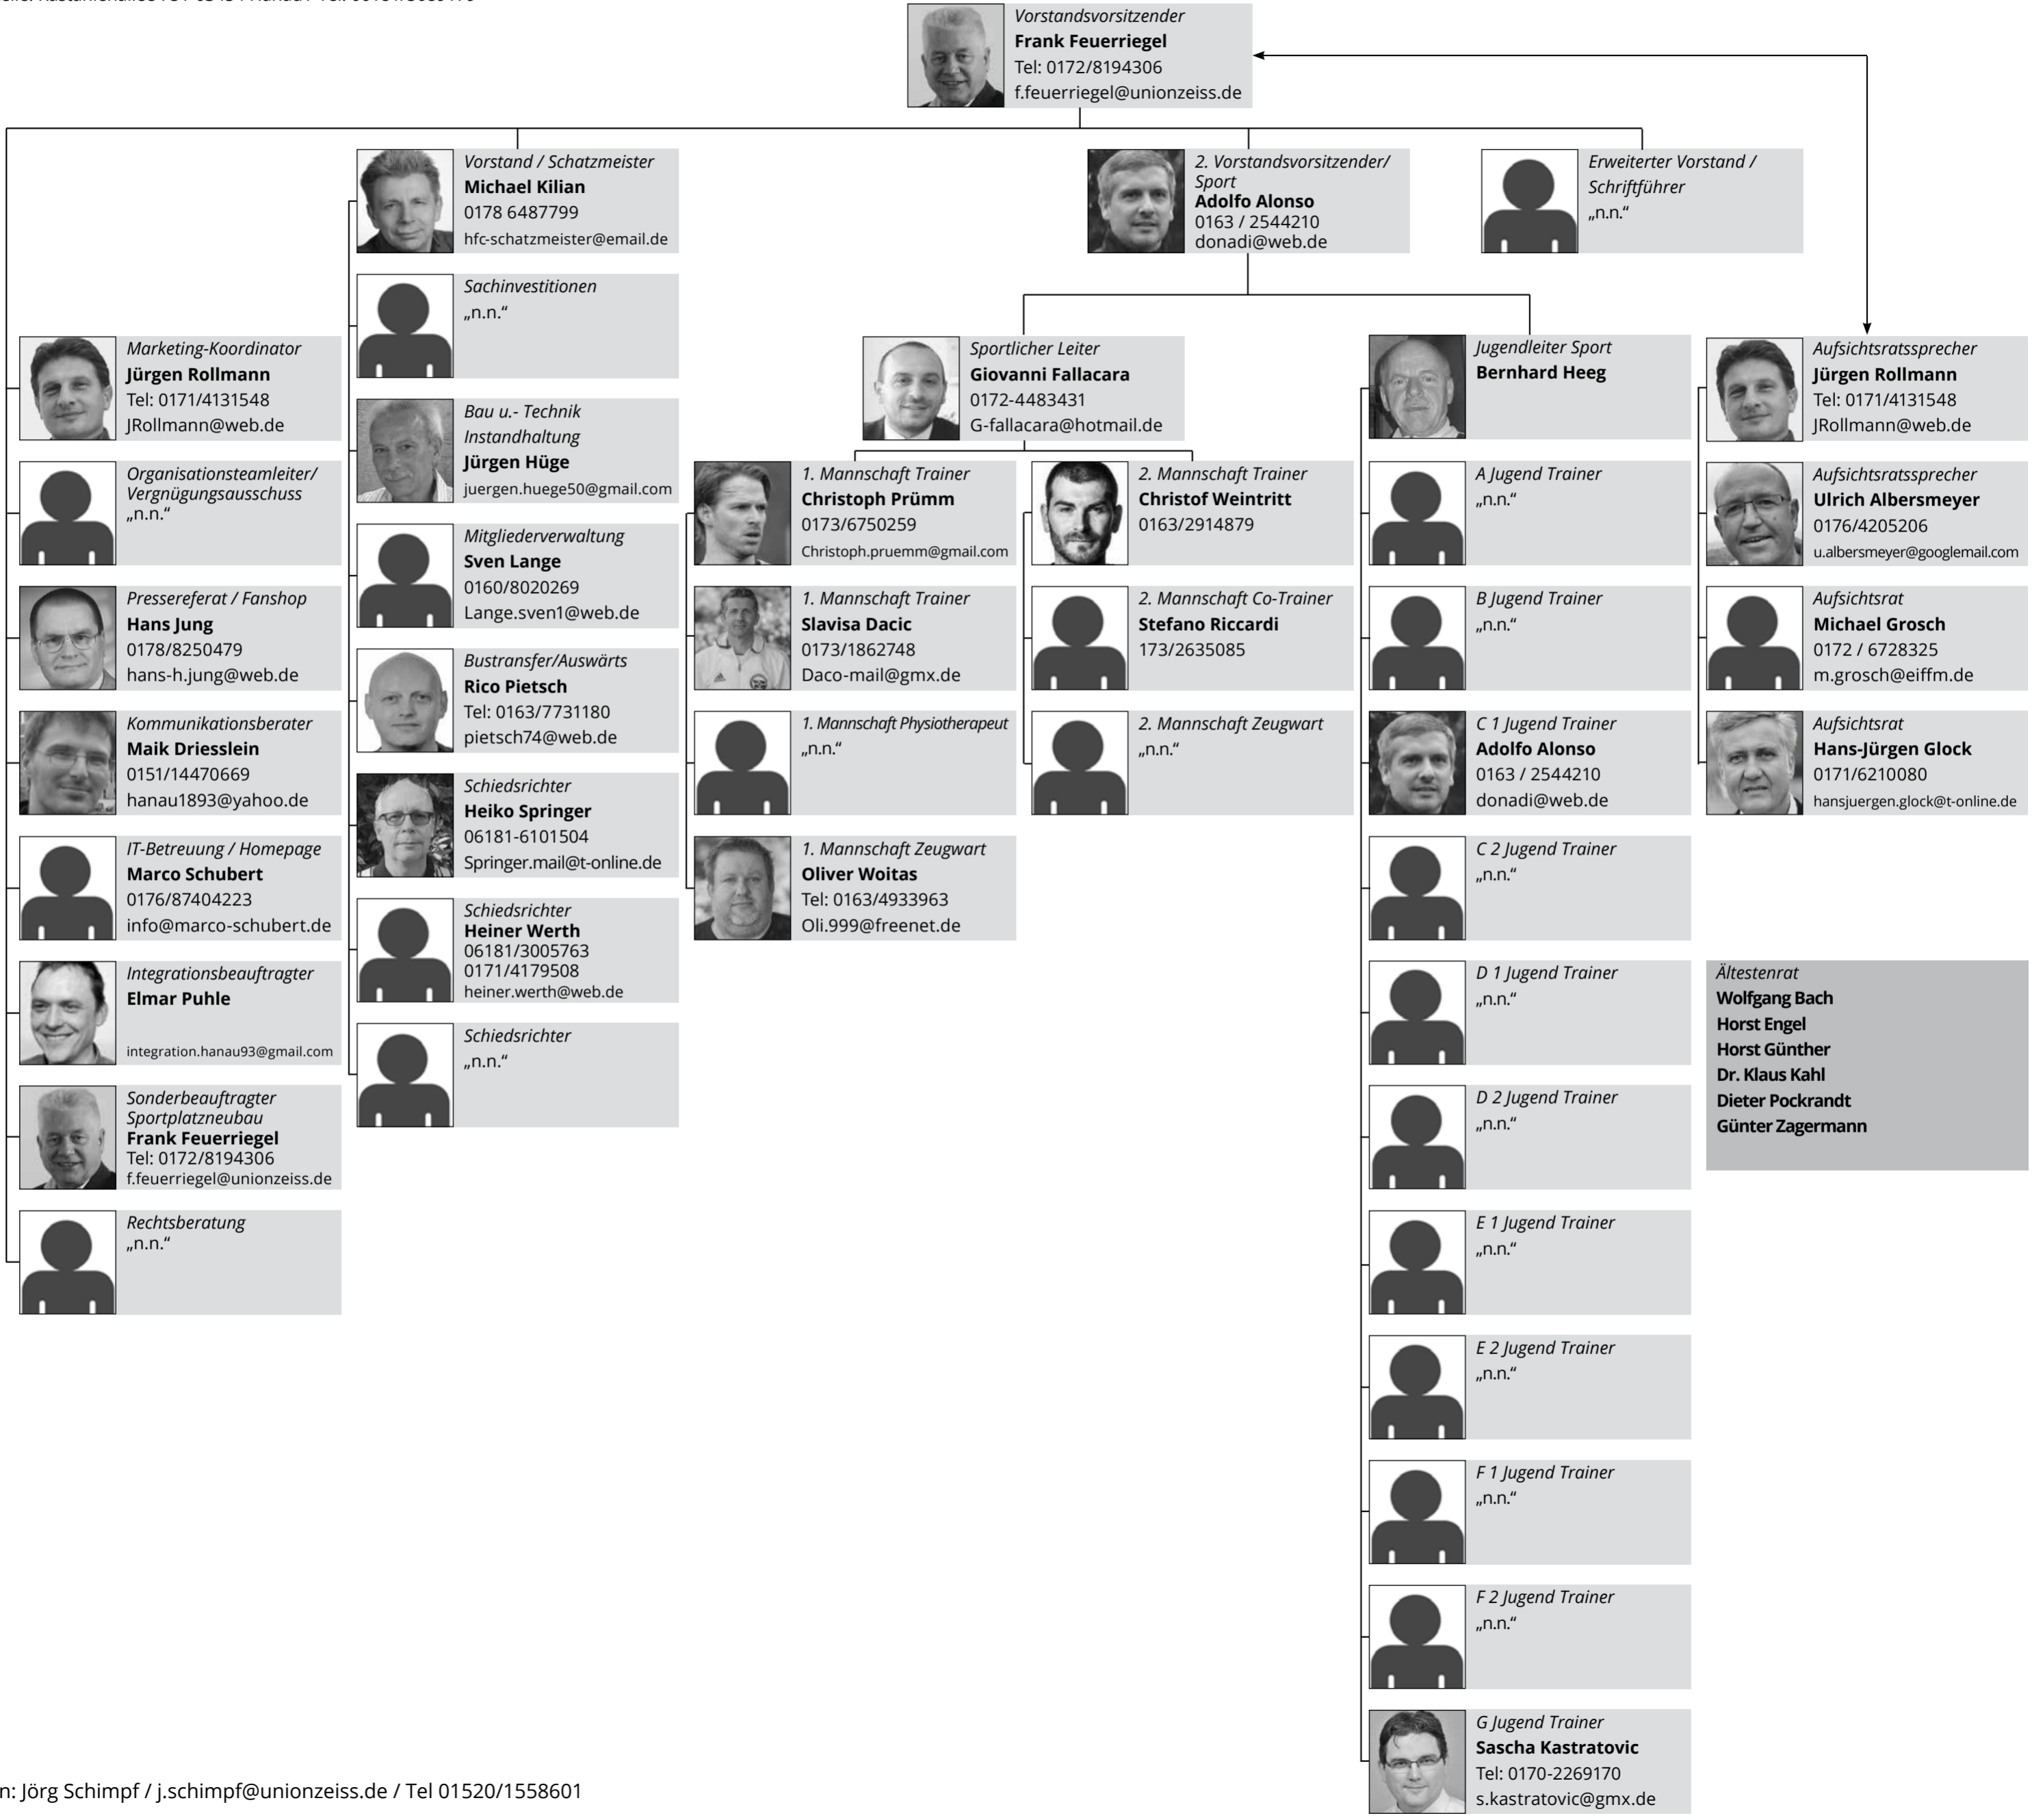 Vorstandsvorsitzender
Frank Feuerriegel
Tel: 0172/8194306
f.feuerriegel@unionzeiss.de
Vorstand / Schatzmeister
Michael Kilian
0178 6487799
hfc-schatzmeister@email.de
2. Vorstandsvorsitzender/
Sport
Adolfo Alonso
0163 / 2544210
donadi@web.de
Erweiterter Vorstand /
Schriftführer
„n.n.“
Marketing-Koordinator
Jürgen Rollmann
Tel: 0171/4131548
JRollmann@web.de
Organisationsteamleiter/
Vergnügungsausschuss
„n.n.“
Pressereferat / Fanshop
Hans Jung
0178/8250479
hans-h.jung@web.de
Kommunikationsberater
Maik Driesslein
0151/14470669
hanau1893@yahoo.de
IT-Betreuung / Homepage
Marco Schubert
0176/87404223
info@marco-schubert.de
Integrationsbeauftragter
Elmar Puhle
integration.hanau93@gmail.com
Sonderbeauftragter
Sportplatzneubau
Frank Feuerriegel
Tel: 0172/8194306
f.feuerriegel@unionzeiss.de
Rechtsberatung
„n.n.“
Sachinvestitionen
„n.n.“
Bau u.- Technik
Instandhaltung
Jürgen Hüge
juergen.huege50@gmail.com
Mitgliederverwaltung
Sven Lange
0160/8020269
Lange.sven1@web.de
Bustransfer/Auswärts
Rico Pietsch
Tel: 0163/7731180
pietsch74@web.de
Schiedsrichter
Heiko Springer
06181-6101504
Springer.mail@t-online.de
Schiedsrichter
Heiner Werth
06181/3005763
0171/4179508
heiner.werth@web.de
Schiedsrichter
„n.n.“
Sportlicher Leiter
Giovanni Fallacara
0172-4483431
G-fallacara@hotmail.de
1. Mannschaft Trainer
Christoph Prümm
0173/6750259
Christoph.pruemm@gmail.com
1. Mannschaft Trainer
Slavisa Dacic
0173/1862748
Daco-mail@gmx.de
1. Mannschaft Physiotherapeut
„n.n.“
1. Mannschaft Zeugwart
Oliver Woitas
Tel: 0163/4933963
Oli.999@freenet.de
2. Mannschaft Trainer
Christof Weintritt
0163/2914879
2. Mannschaft Co-Trainer
Stefano Riccardi
173/2635085
2. Mannschaft Zeugwart
„n.n.“
Jugendleiter Sport
Bernhard Heeg
A Jugend Trainer
„n.n.“
B Jugend Trainer
„n.n.“
C 1 Jugend Trainer
Adolfo Alonso
0163 / 2544210
donadi@web.de
C 2 Jugend Trainer
„n.n.“
D 1 Jugend Trainer
„n.n.“
D 2 Jugend Trainer
„n.n.“
E 1 Jugend Trainer
„n.n.“
E 2 Jugend Trainer
„n.n.“
F 1 Jugend Trainer
„n.n.“
F 2 Jugend Trainer
„n.n.“
G Jugend Trainer
Sascha Kastratovic
Tel: 0170-2269170
s.kastratovic@gmx.de
Aufsichtsratssprecher
Jürgen Rollmann
Tel: 0171/4131548
JRollmann@web.de
Aufsichtsratssprecher
Ulrich Albersmeyer
0176/4205206
u.albersmeyer@googlemail.com
Aufsichtsrat
Michael Grosch
0172 / 6728325
m.grosch@eiffm.de
Aufsichtsrat
Hans-Jürgen Glock
0171/6210080
hansjuergen.glock@t-online.de
Ältestenrat
Wolfgang Bach
Horst Engel
Horst Günther
Dr. Klaus Kahl
Dieter Pockrandt
Günter Zagermann
n: Jörg Schimpf / j.schimpf@unionzeiss.de / Tel 01520/1558601